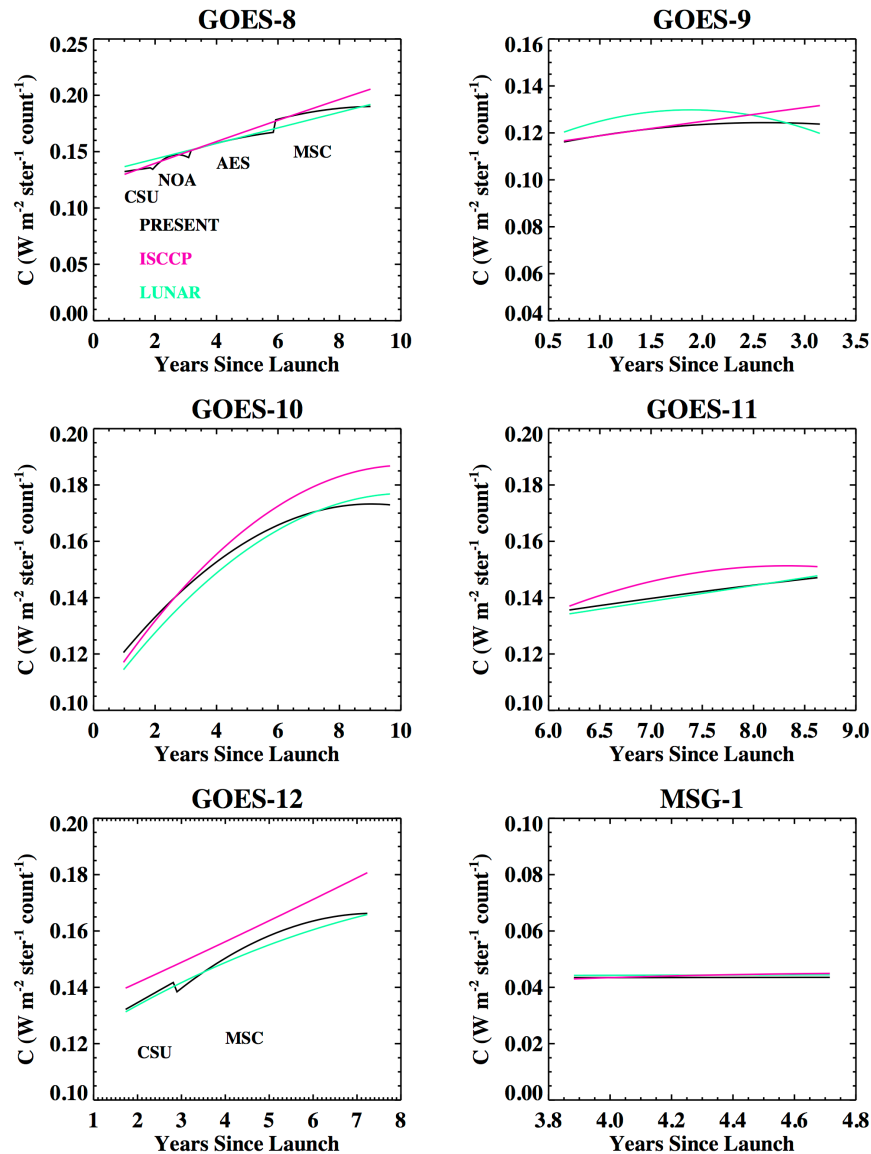 GOES-8
C (W m⁻² ster⁻¹ count⁻¹)
0.25
0.20
0.15
0.10
0.05
0.00
CSU
NOA
AES
MSC
PRESENT
ISCCP
LUNAR
0 2 4 6 8 10
Years Since Launch
GOES-9
C (W m⁻² ster⁻¹ count⁻¹)
0.16
0.14
0.12
0.10
0.08
0.06
0.04
0.5 1.0 1.5 2.0 2.5 3.0 3.5
Years Since Launch
GOES-10
C (W m⁻² ster⁻¹ count⁻¹)
0.20
0.18
0.16
0.14
0.12
0.10
0 2 4 6 8 10
Years Since Launch
GOES-11
C (W m⁻² ster⁻¹ count⁻¹)
0.20
0.18
0.16
0.14
0.12
0.10
6.0 6.5 7.0 7.5 8.0 8.5 9.0
Years Since Launch
GOES-12
C (W m⁻² ster⁻¹ count⁻¹)
0.20
0.18
0.16
0.14
0.12
0.10
CSU
MSC
1 2 3 4 5 6 7 8
Years Since Launch
MSG-1
C (W m⁻² ster⁻¹ count⁻¹)
0.10
0.08
0.06
0.04
0.02
0.00
3.8 4.0 4.2 4.4 4.6 4.8
Years Since Launch